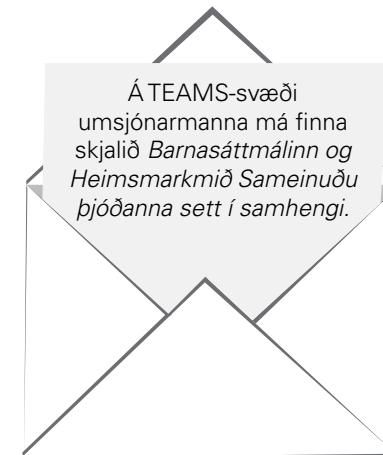 Á TEAMS-svæði
umsjónarmanna má finna
skjalið Barnasáttmálinn og
Heimsmarkmið Sameinuðu
þjóðanna sett í samhengi.